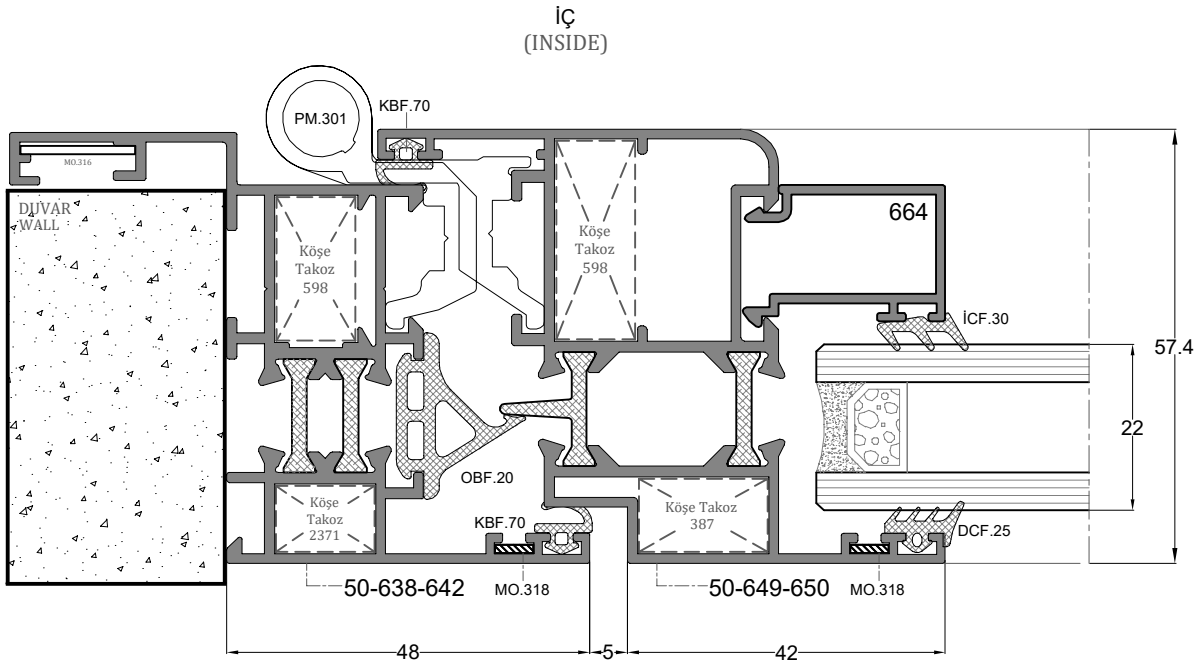 İÇ
(INSIDE)
PM.301
KBF.70
MO.316
DUVAR
WALL
664
Köşe
Takoz
598
Köşe
Takoz
598
İCF.30
57.4
22
OBF.20
Köşe
Takoz
2371
KBF.70
Köşe Takoz
387
DCF.25
50-638-642
MO.318
50-649-650
MO.318
48
5
42